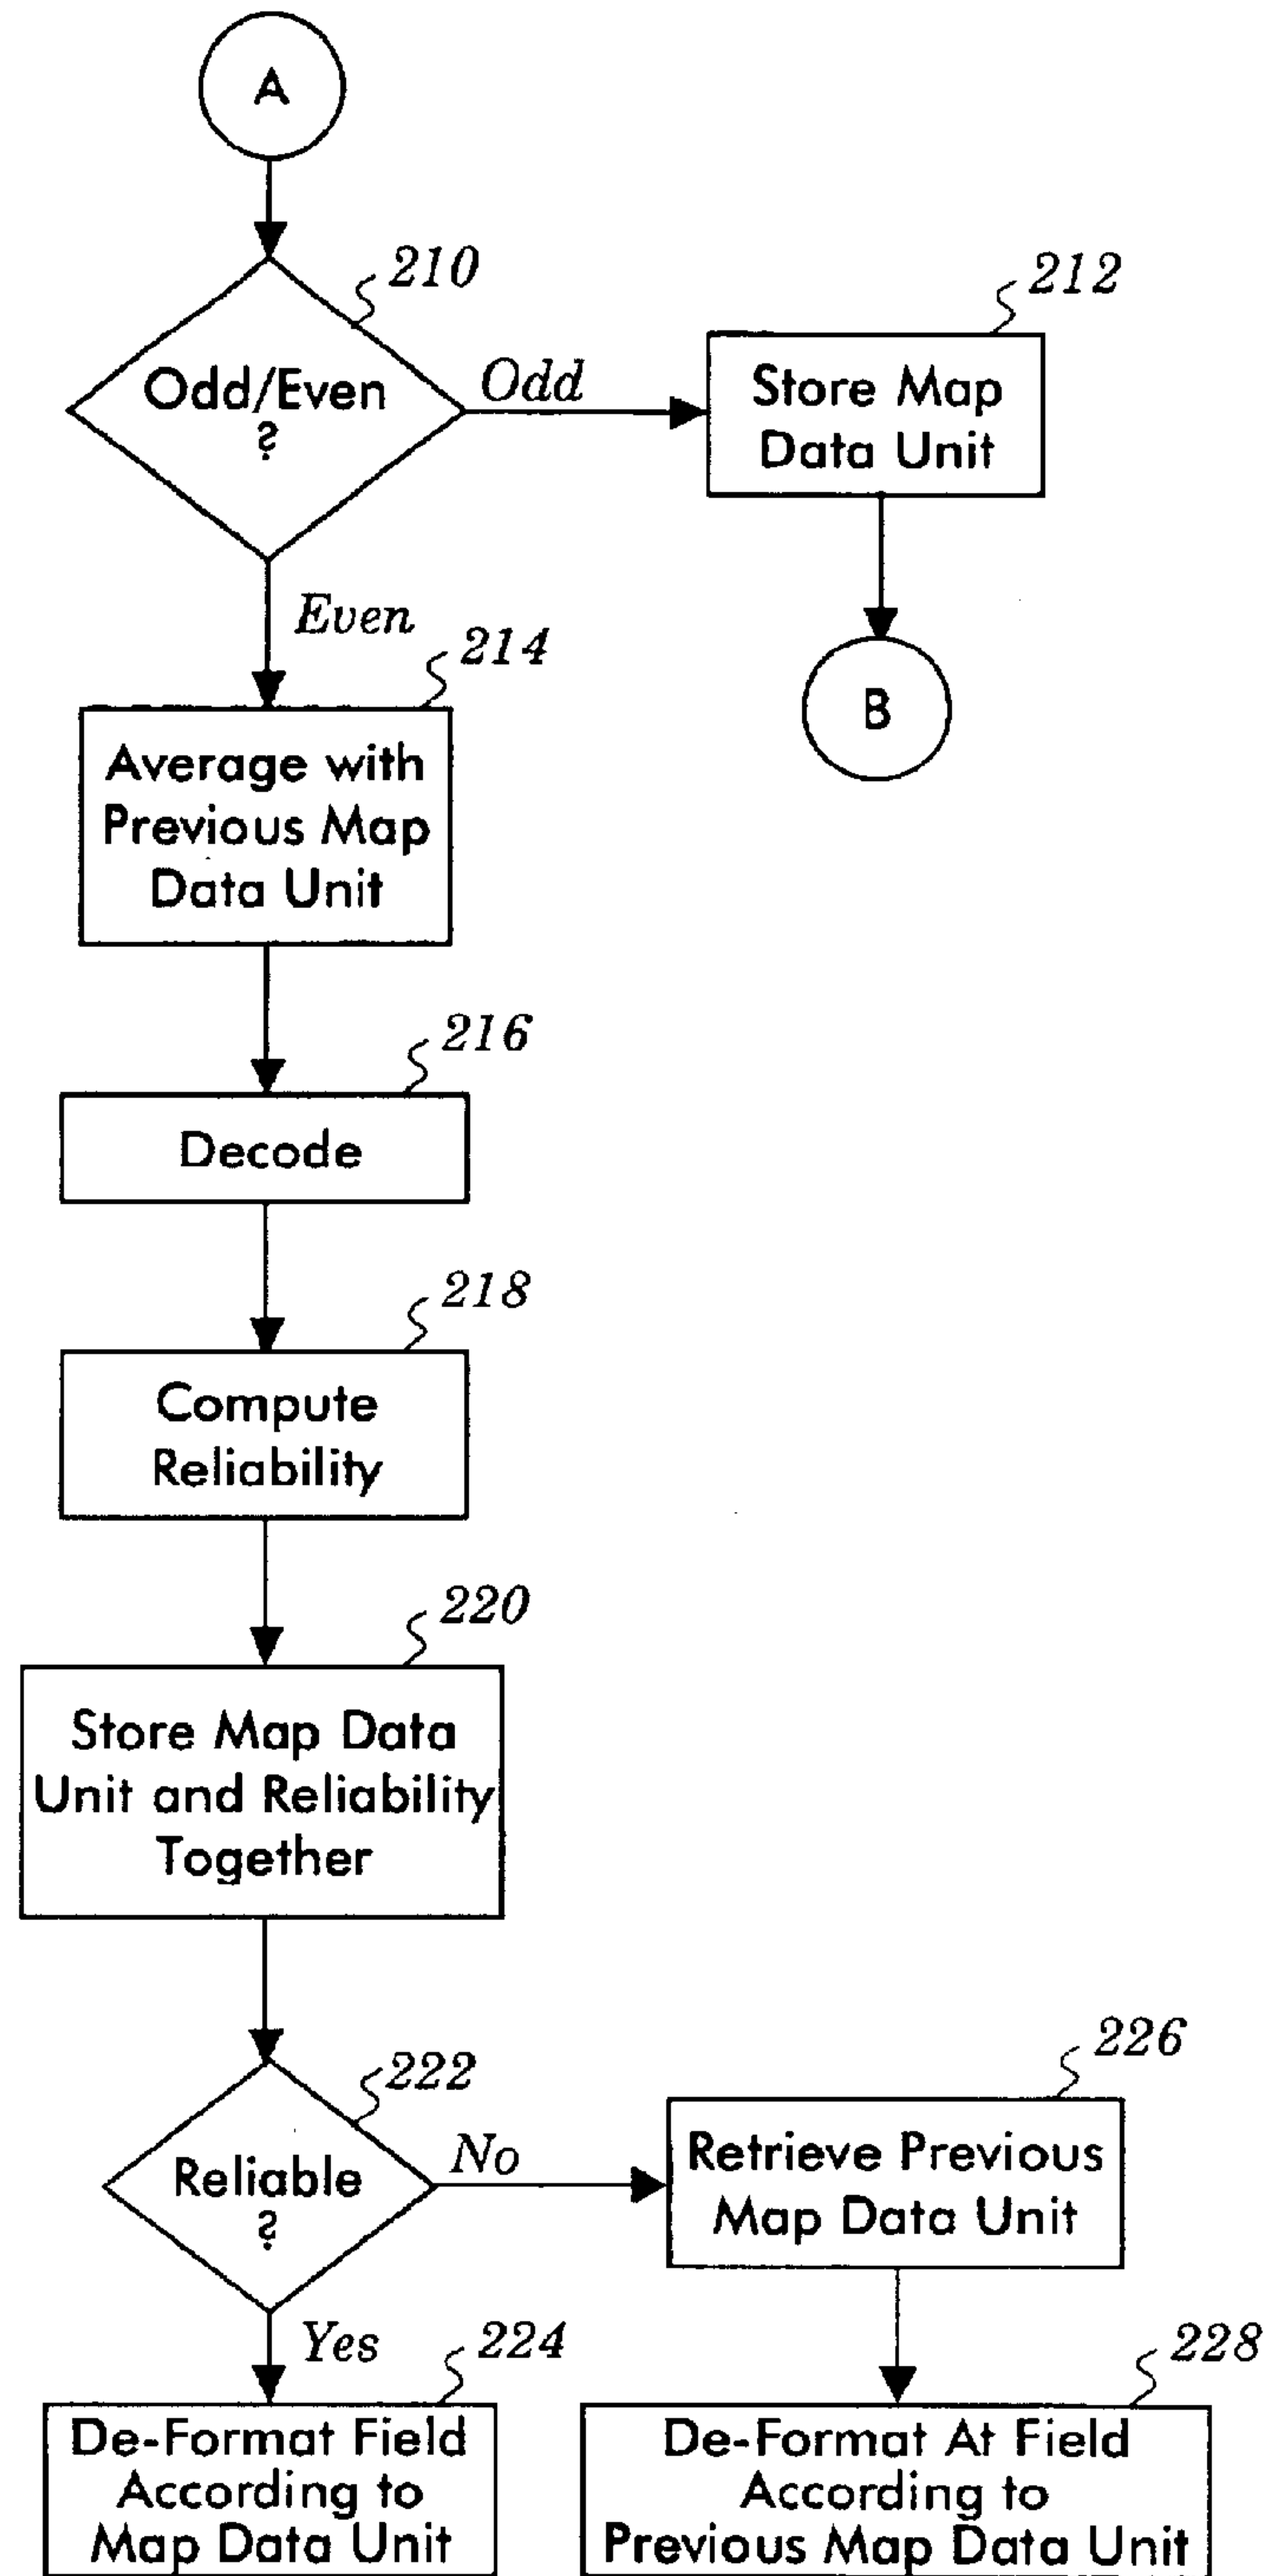 A
210
Odd/Even
?
Odd
212
Store Map
Data Unit
B
Even
214
Average with
Previous Map
Data Unit
216
Decode
218
Compute
Reliability
220
Store Map Data
Unit and Reliability
Together
222
Reliable
?
No
226
Retrieve Previous
Map Data Unit
Yes
224
De-Format Field
According to
Map Data Unit
228
De-Format At Field
According to
Previous Map Data Unit